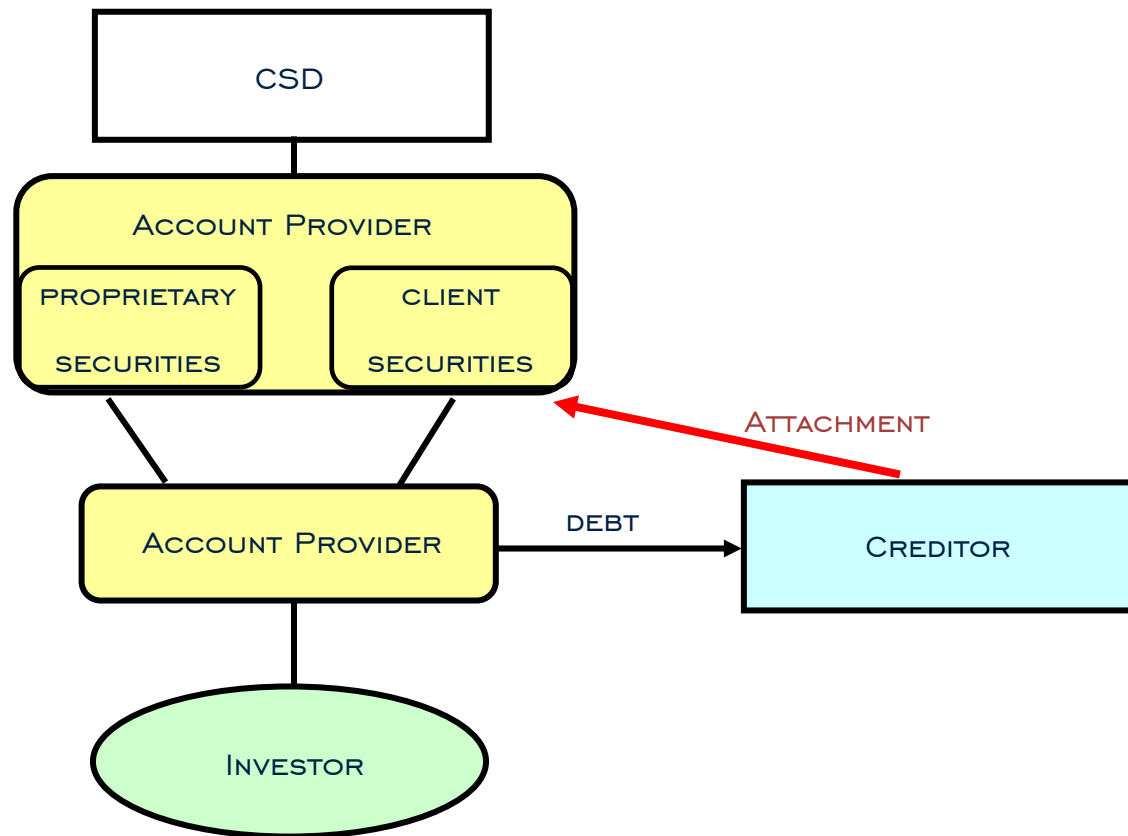 CSD
Account Provider
proprietary
securities
client
securities
Attachment
Account Provider
debt
Creditor
Investor